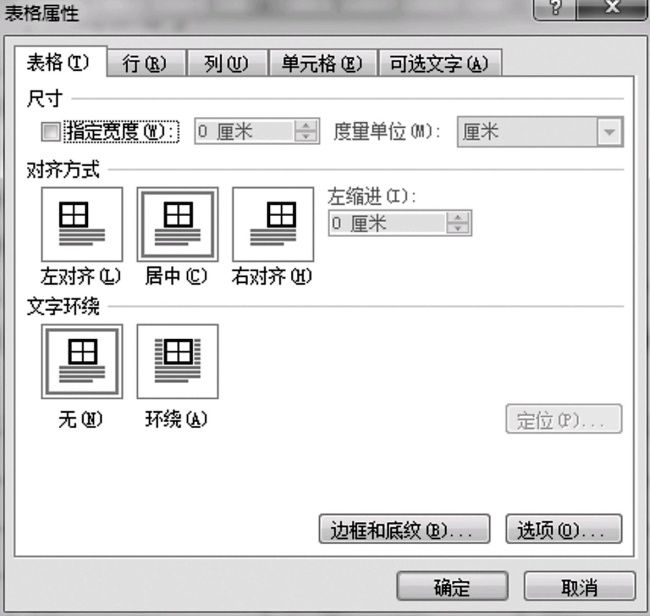 表格属性
表格(T) 行(R) 列(U) 单元格(E) 可选文字(A)
尺寸
指定宽度(W): 0 厘米 度量单位(M): 厘米
对齐方式
左缩进(I):
0 厘米
左对齐(L) 居中(C) 右对齐(H)
文字环绕
无(N) 环绕(A)
定位(P)...
边框和底纹(B)... 选项(O)...
确定 取消